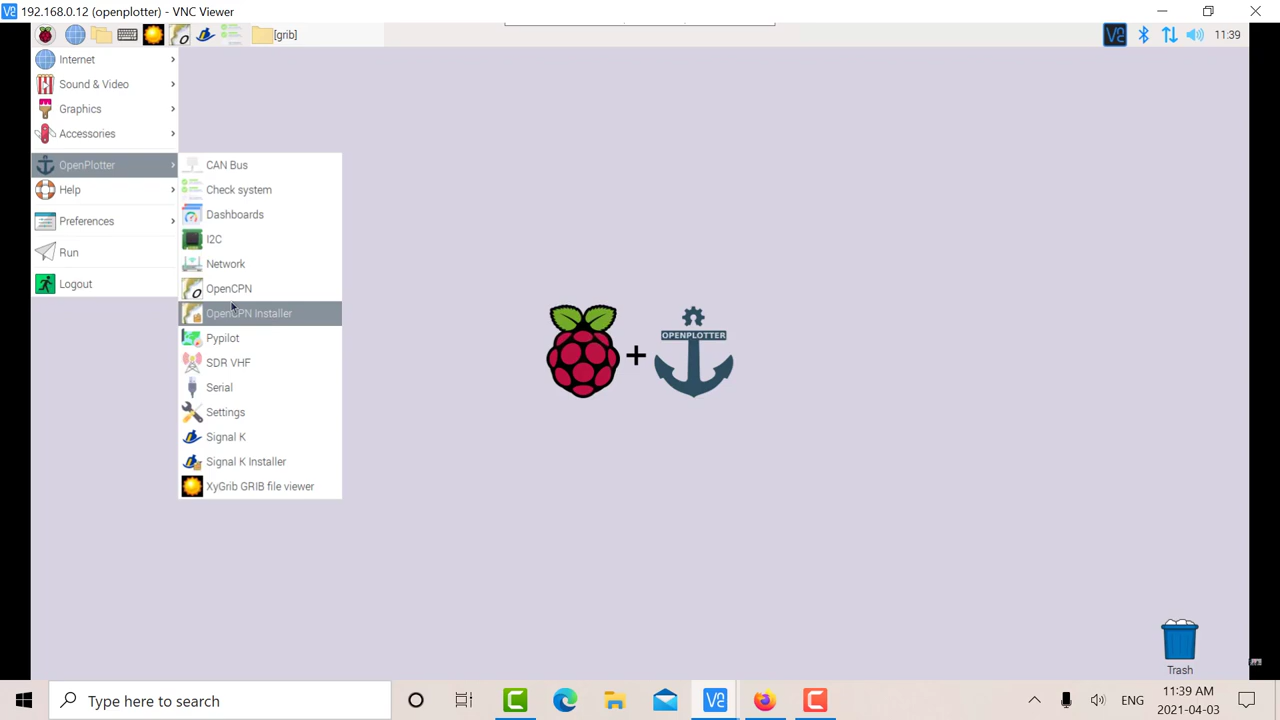 192.168.0.12 (openplotter) - VNC Viewer
[grib]
11:39
Internet
Sound & Video
Graphics
Accessories
OpenPlotter
Help
Preferences
Run
Logout
CAN Bus
Check system
Dashboards
I2C
Network
OpenCPN
OpenCPN Installer
Pypilot
SDR VHF
Serial
Settings
Signal K
Signal K Installer
XyGrib GRIB file viewer
+
OPENPLOTTER
Trash
Type here to search
ENG
11:39 AM
2021-04-03